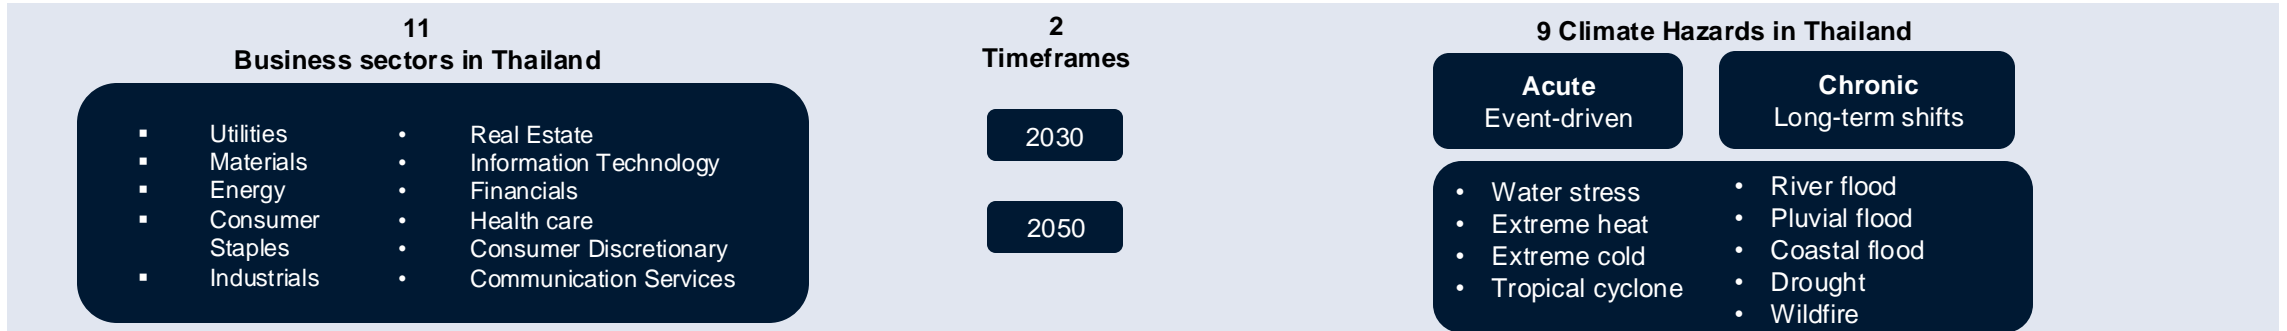 11
Business sectors in Thailand
▪ Utilities
▪ Materials
▪ Energy
▪ Consumer
Staples
▪ Industrials
• Real Estate
• Information Technology
• Financials
• Health care
• Consumer Discretionary
• Communication Services
2
Timeframes
2030
2050
9 Climate Hazards in Thailand
Acute
Event-driven
Chronic
Long-term shifts
• Water stress
• Extreme heat
• Extreme cold
• Tropical cyclone
• River flood
• Pluvial flood
• Coastal flood
• Drought
• Wildfire